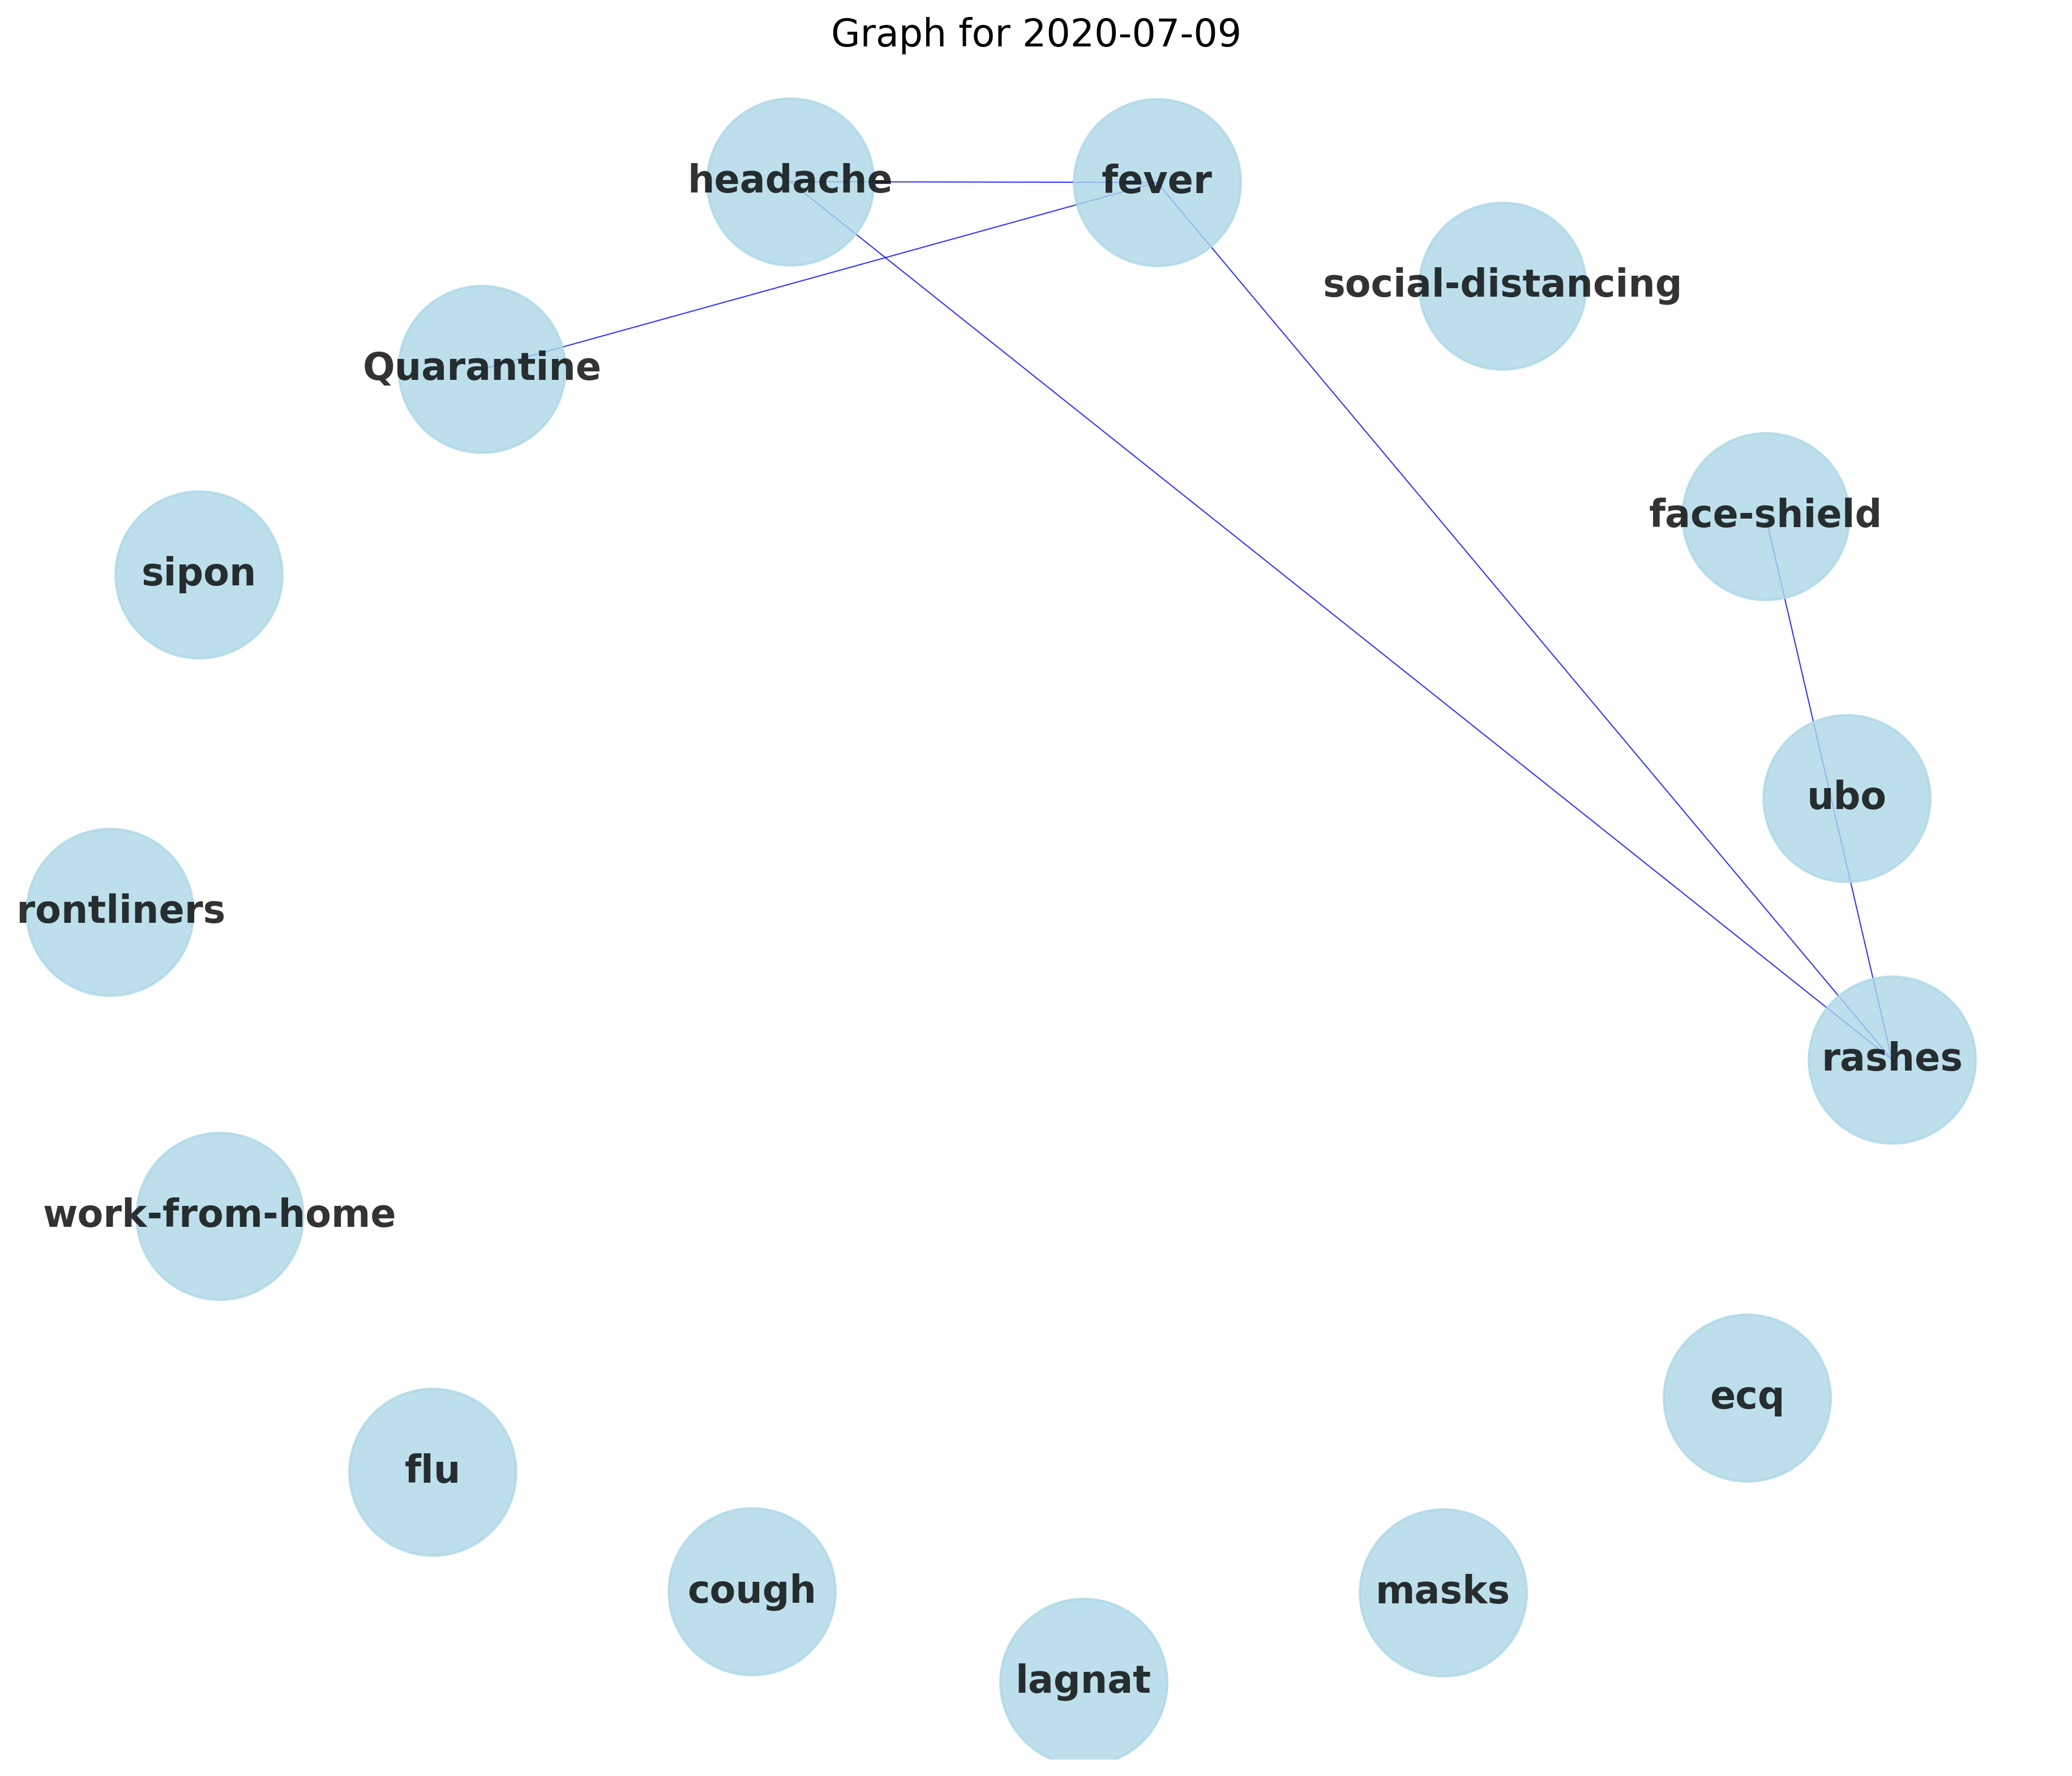 Graph for 2020-07-09
headache
fever
social-distancing
Quarantine
face-shield
sipon
ubo
rontliners
rashes
work-from-home
ecq
flu
cough
masks
lagnat